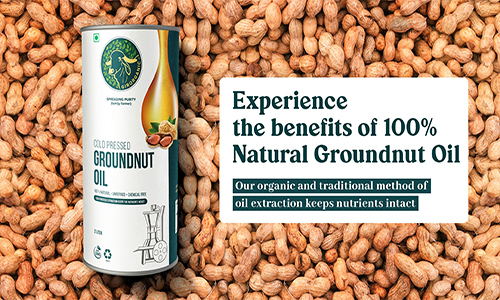 SPREADING PURITY
COLD PRESSED
GROUNDNUT
OIL
Experience
the benefits of 100%
Natural Groundnut Oil
Our organic and traditional method of
oil extraction keeps nutrients intact